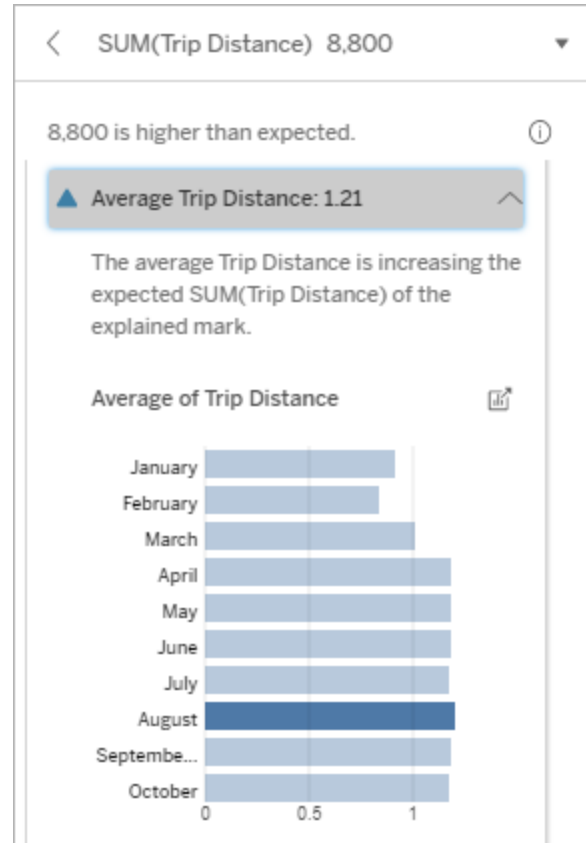 SUM(Trip Distance) 8,800
8,800 is higher than expected.
Average Trip Distance: 1.21
The average Trip Distance is increasing the
expected SUM(Trip Distance) of the
explained mark.
Average of Trip Distance
January
February
March
April
May
June
July
August
Septembe...
October
0 0.5 1